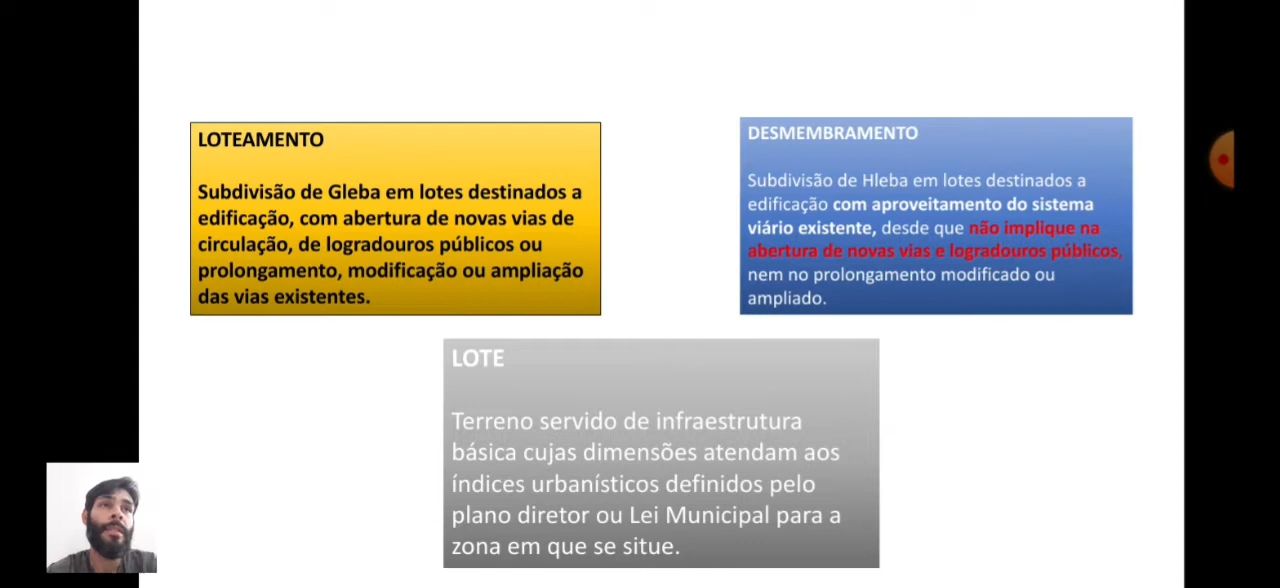 LOTEAMENTO
Subdivisão de Gleba em lotes destinados a
edificação, com abertura de novas vias de
circulação, de logradouros públicos ou
prolongamento, modificação ou ampliação
das vias existentes.
DESMEMBRAMENTO
Subdivisão de Hleba em lotes destinados a
edificação com aproveitamento do sistema
viário existente, desde que não implique na
abertura de novas vias e logradouros públicos,
nem no prolongamento modificado ou
ampliado.
LOTE
Terreno servido de infraestrutura
básica cujas dimensões atendam aos
índices urbanísticos definidos pelo
plano diretor ou Lei Municipal para a
zona em que se situe.